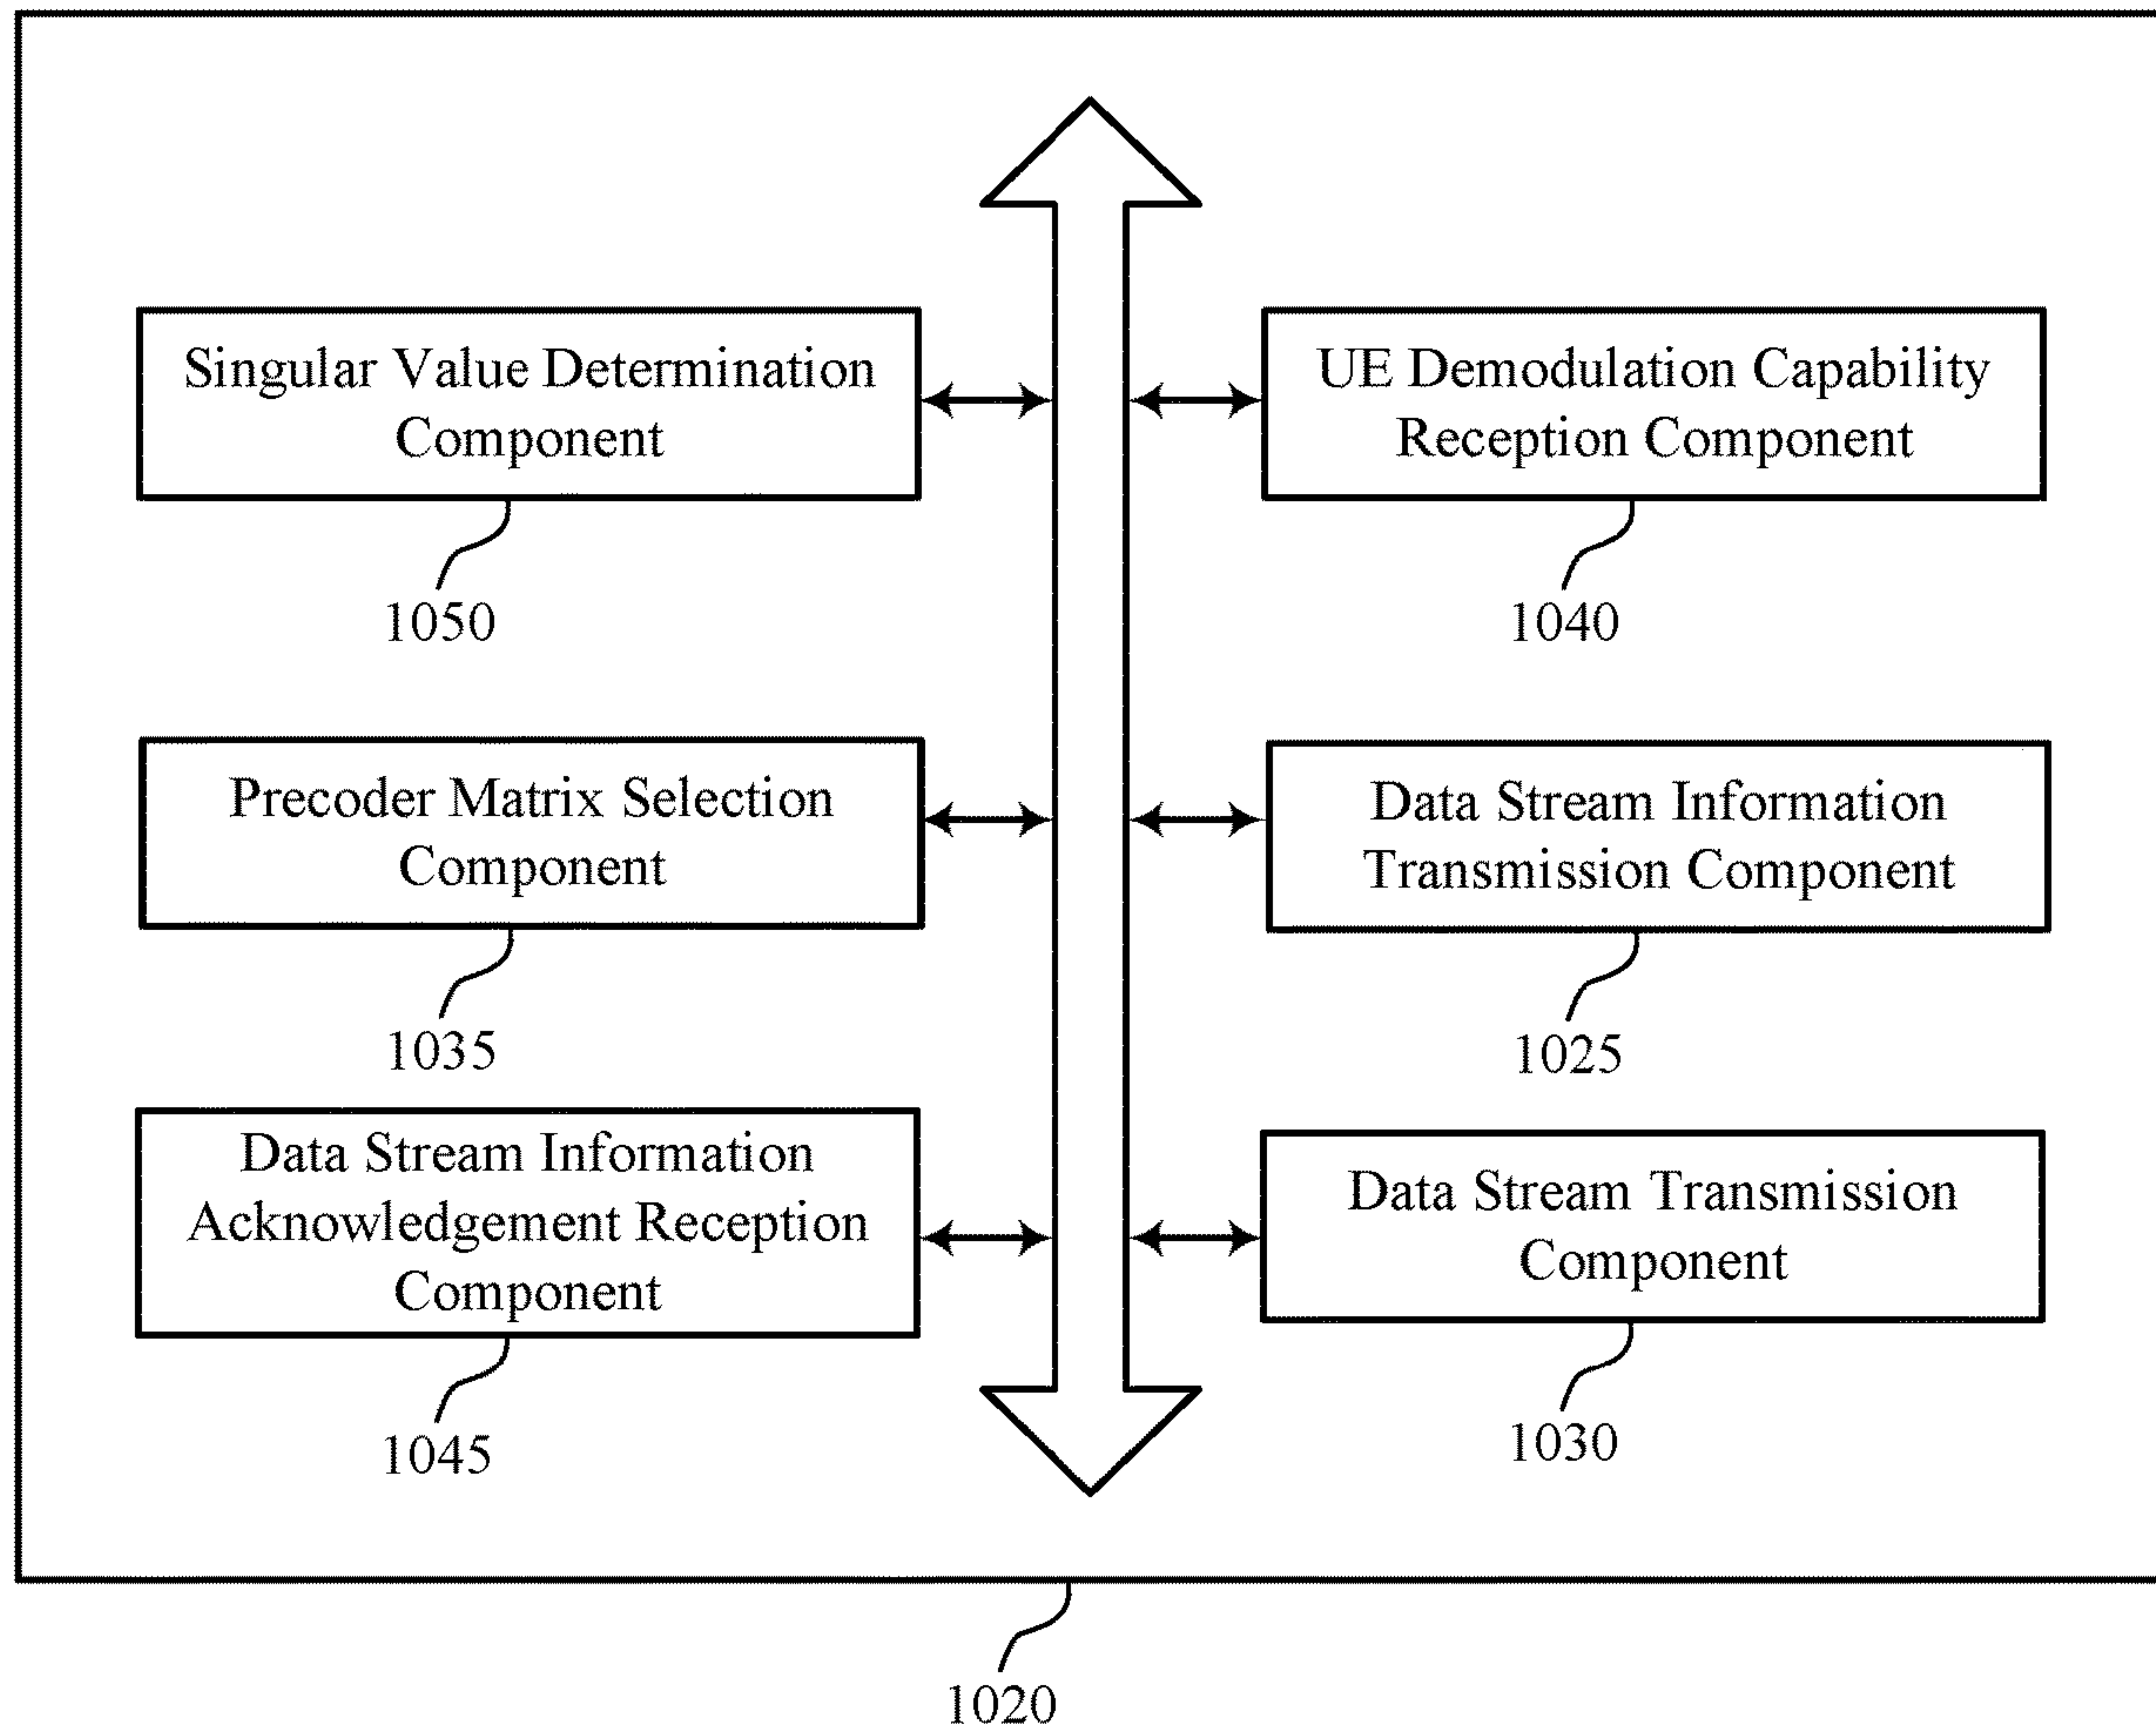 Singular Value Determination
Component
1050
UE Demodulation Capability
Reception Component
1040
Precoder Matrix Selection
Component
1035
Data Stream Information
Transmission Component
1025
Data Stream Information
Acknowledgement Reception
Component
1045
Data Stream Transmission
Component
1030
1020